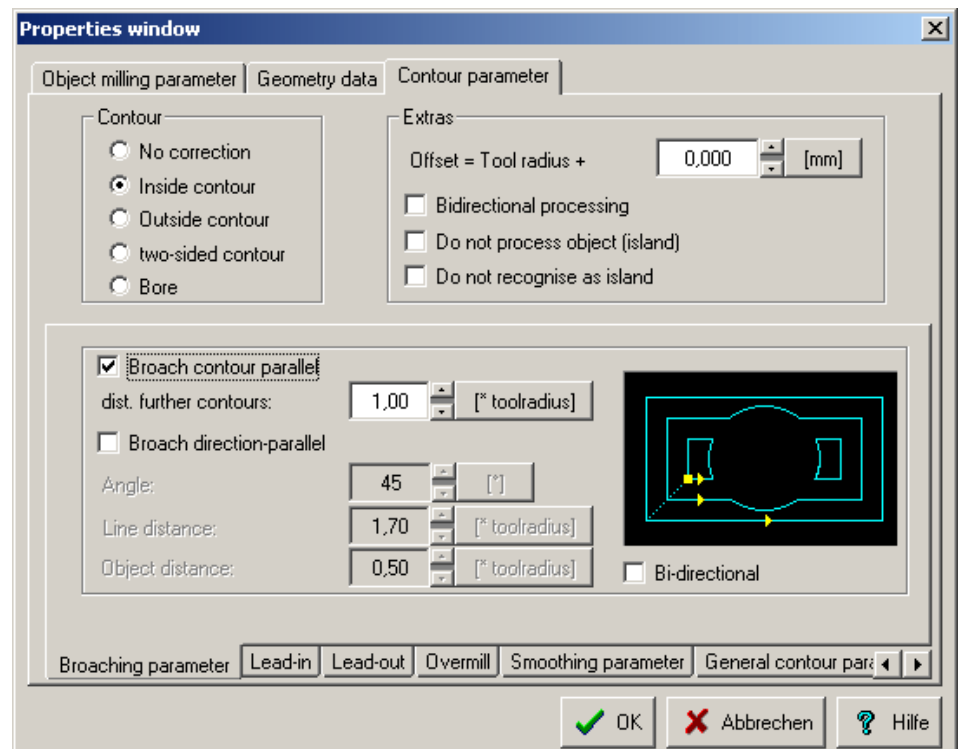 Properties window
Object milling parameter
Geometry data
Contour parameter
Contour
No correction
Inside contour
Outside contour
two-sided contour
Bore
Extras
Offset = Tool radius +
0,000
[mm]
Bidirectional processing
Do not process object (island)
Do not recognise as island
Broach contour parallel
dist. further contours:
1,00
[* toolradius]
Broach direction-parallel
Angle:
45
[°]
Line distance:
1,70
[* toolradius]
Object distance:
0,50
[* toolradius]
Bi-directional
Broaching parameter
Lead-in
Lead-out
Overmill
Smoothing parameter
General contour para
OK
Abbrechen
Hilfe